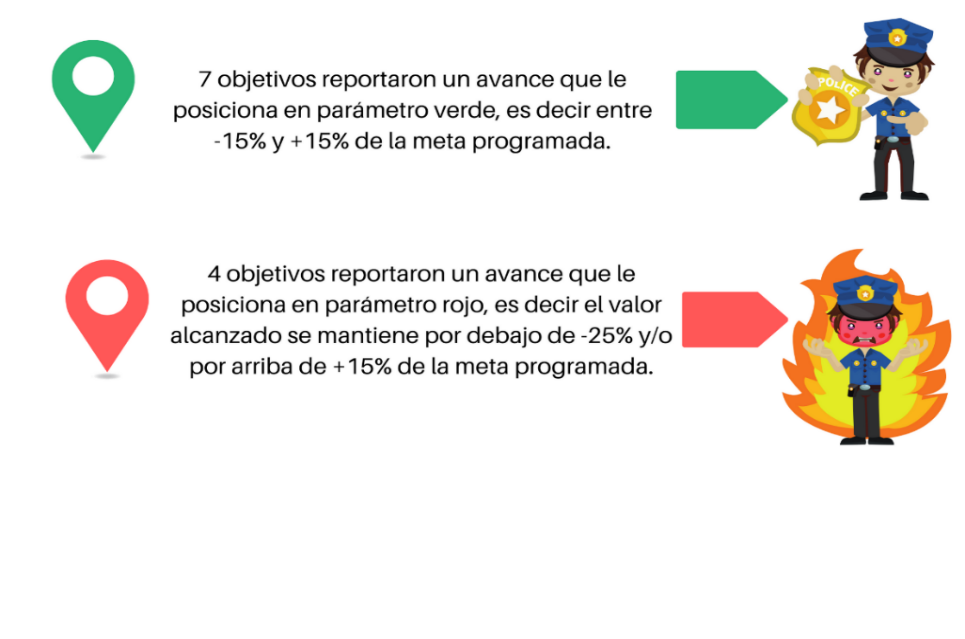 7 objetivos reportaron un avance que le
posiciona en parámetro verde, es decir entre
-15% y +15% de la meta programada.
POLICE
4 objetivos reportaron un avance que le
posiciona en parámetro rojo, es decir el valor
alcanzado se mantiene por debajo de -25% y/o
por arriba de +15% de la meta programada.